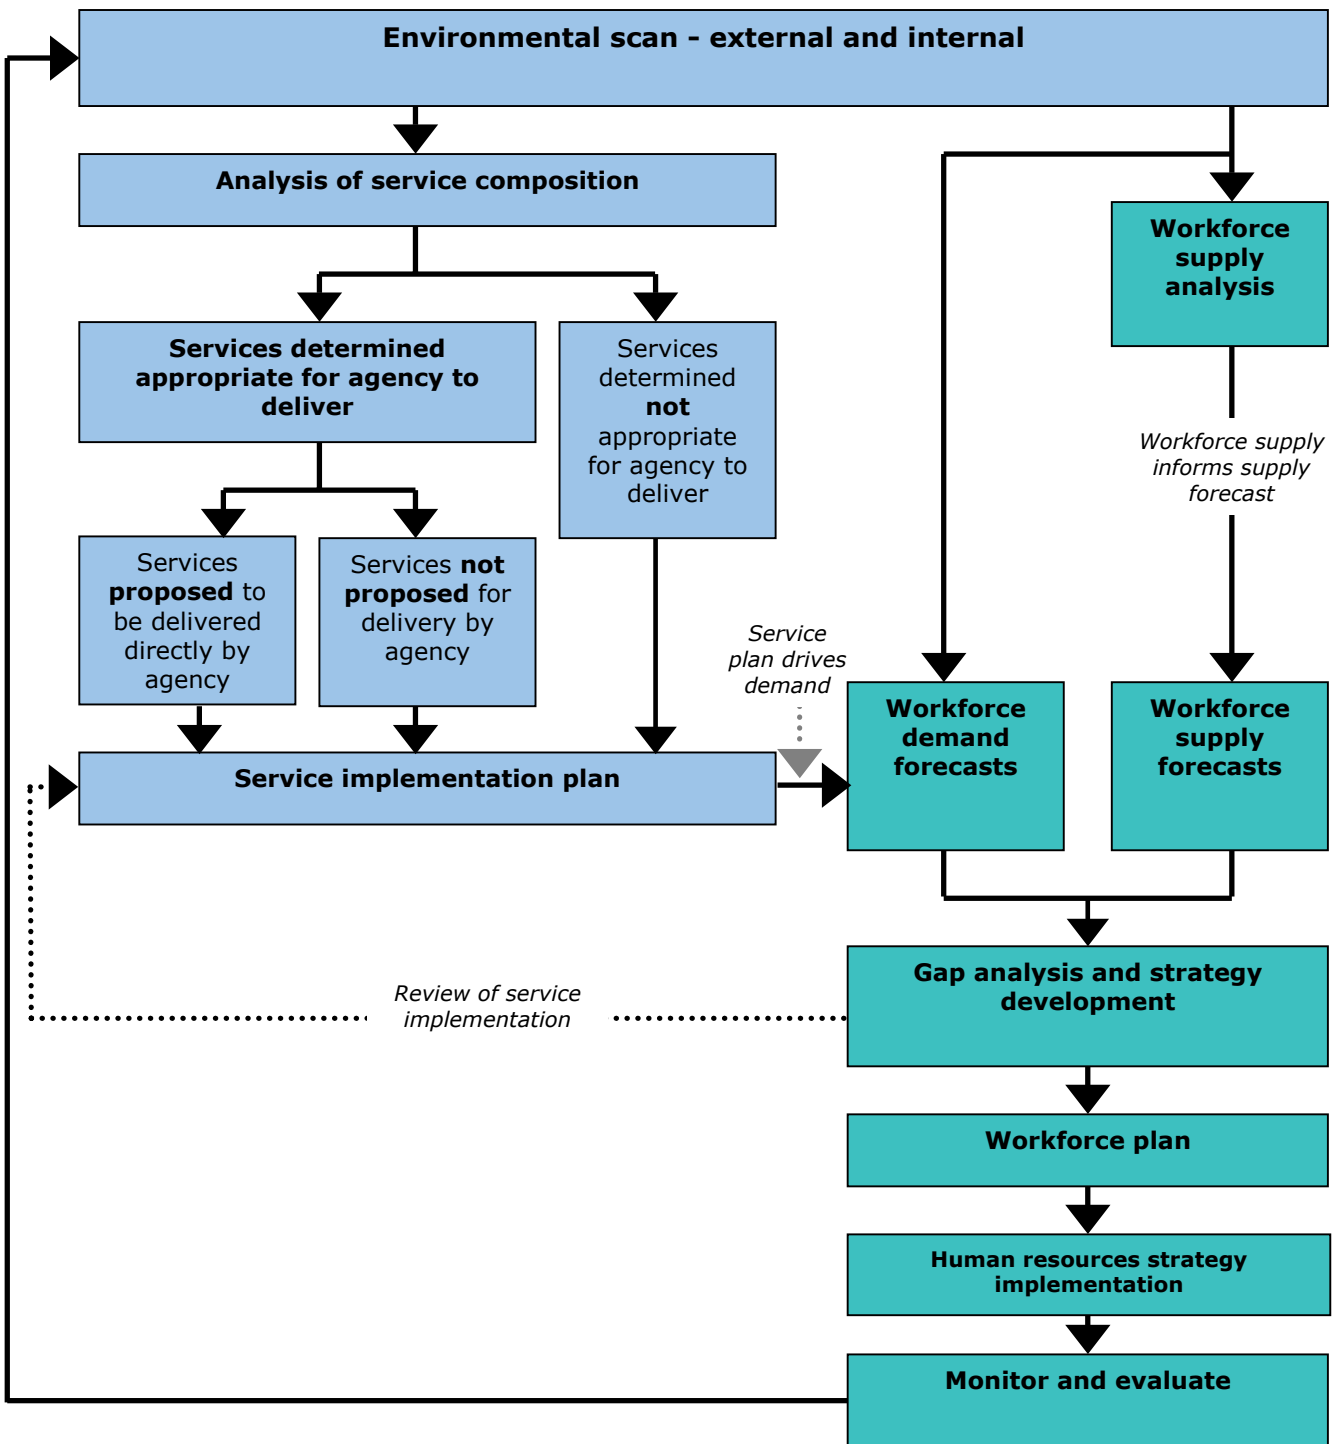 Environmental scan – external and internal
Analysis of service composition
Workforce
supply
analysis
Services determined
appropriate for agency to
deliver
Services
determined
not
appropriate
for agency to
deliver
Workforce supply
informs supply
forecast
Services
proposed to
be delivered
directly by
agency
Services not
proposed for
delivery by
agency
Service
plan drives
demand
Workforce
demand
forecasts
Workforce
supply
forecasts
Service implementation plan
Gap analysis and strategy
development
Review of service
implementation
Workforce plan
Human resources strategy
implementation
Monitor and evaluate